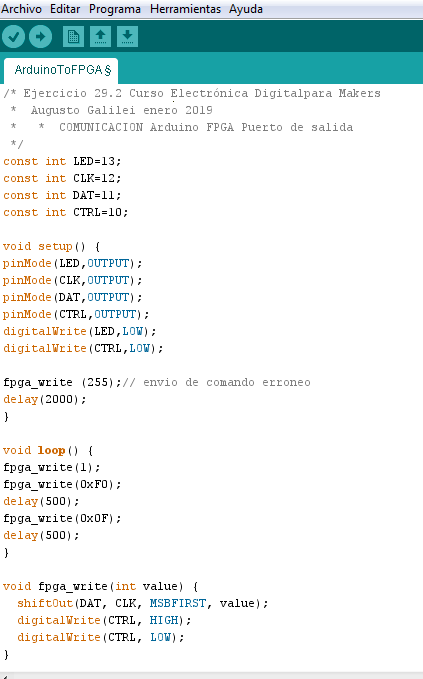 Archivo Editar Programa Herramientas Ayuda
ArduinoToFPGA §
/* Ejercicio 29.2 Curso Electrónica Digitalpara Makers
 *  Augusto Galilei enero 2019
 *   *  COMUNICACION Arduino FPGA Puerto de salida
 */
const int LED=13;
const int CLK=12;
const int DAT=11;
const int CTRL=10;

void setup() {
pinMode(LED,OUTPUT);
pinMode(CLK,OUTPUT);
pinMode(DAT,OUTPUT);
pinMode(CTRL,OUTPUT);
digitalWrite(LED,LOW);
digitalWrite(CTRL,LOW);

fpga_write (255);// envio de comando erroneo
delay(2000);
}

void loop() {
fpga_write(1);
fpga_write(0xF0);
delay(500);
fpga_write(0x0F);
delay(500);
}

void fpga_write(int value) {
  shiftOut(DAT, CLK, MSBFIRST, value);
  digitalWrite(CTRL, HIGH);
  digitalWrite(CTRL, LOW);
}